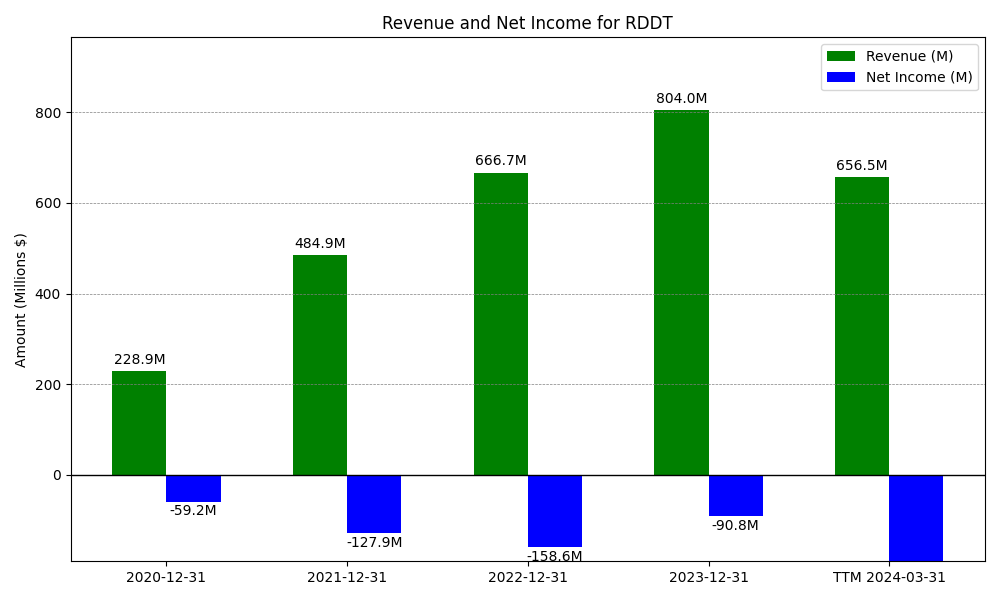 Revenue and Net Income for RDDT
Revenue (M)
Net Income (M)
Amount (Millions $)
800
600
400
200
0
228.9M
484.9M
666.7M
804.0M
656.5M
-59.2M
-127.9M
-158.6M
-90.8M
2020-12-31
2021-12-31
2022-12-31
2023-12-31
TTM 2024-03-31